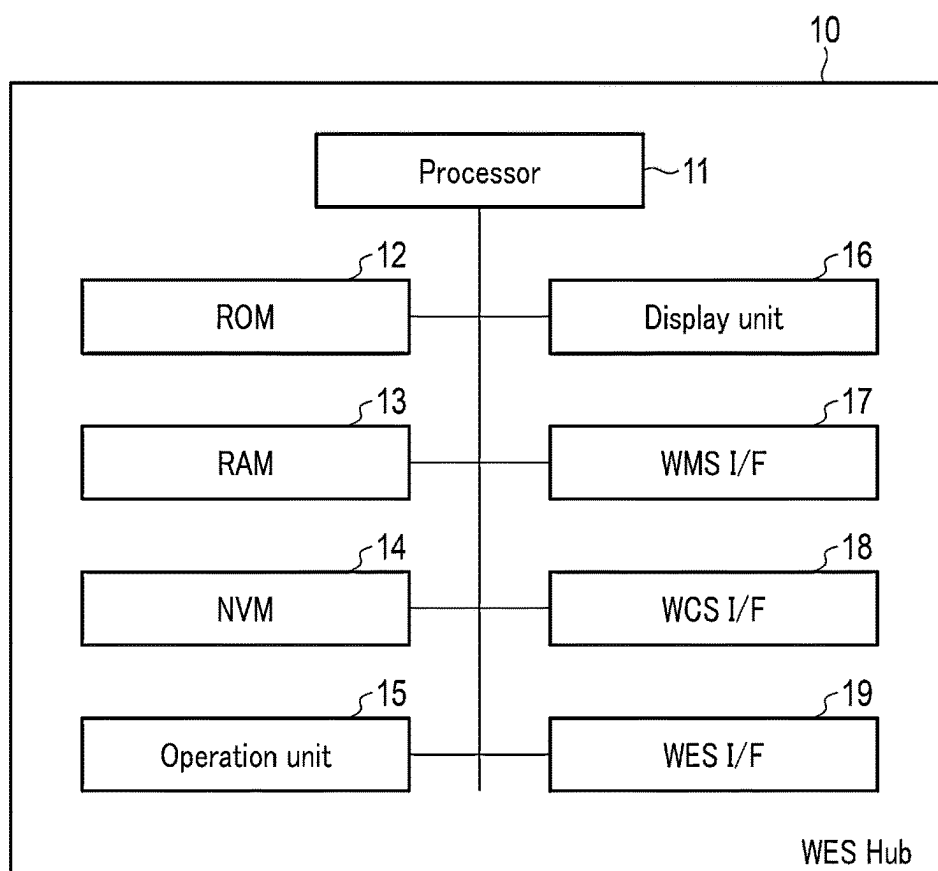 10
Processor
11
12
ROM
16
Display unit
13
RAM
17
WMS I/F
14
NVM
18
WCS I/F
15
Operation unit
19
WES I/F
WES Hub